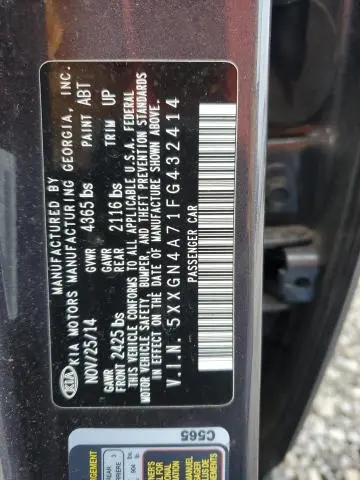 MANUFACTURED BY
KIA KIA MOTORS MANUFACTURING GEORGIA, INC.
NOV/25/14 GVWR 4365 lbs PAINT ABT
GAWR FRONT 2425 lbs GAWR REAR 2116 lbs TRIM UP
THIS VEHICLE CONFORMS TO ALL APPLICABLE U.S.A. FEDERAL
MOTOR VEHICLE SAFETY, BUMPER, AND THEFT PREVENTION STANDARDS
IN EFFECT ON THE DATE OF MANUFACTURE SHOWN ABOVE.
V.I.N. 5XXGN4A71FG432414
PASSENGER CAR
C565